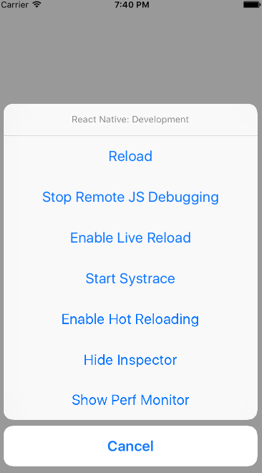 Carrier 7:40 PM
React Native: Development
Reload
Stop Remote JS Debugging
Enable Live Reload
Start Systrace
Enable Hot Reloading
Hide Inspector
Show Perf Monitor
Cancel